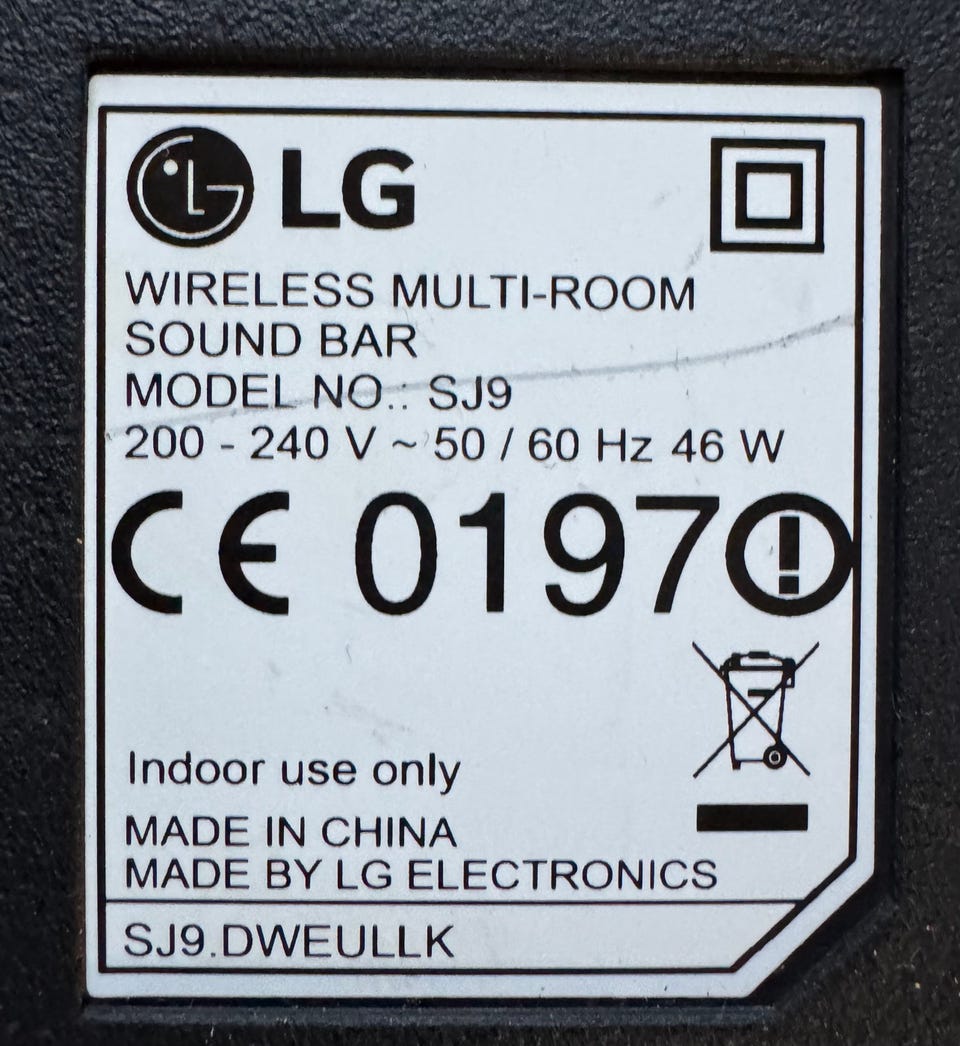 LG
WIRELESS MULTI-ROOM
SOUND BAR
MODEL NO.: SJ9
200 - 240 V ~ 50 / 60 Hz 46 W
CE 0197
Indoor use only
MADE IN CHINA
MADE BY LG ELECTRONICS
SJ9.DWEULLK